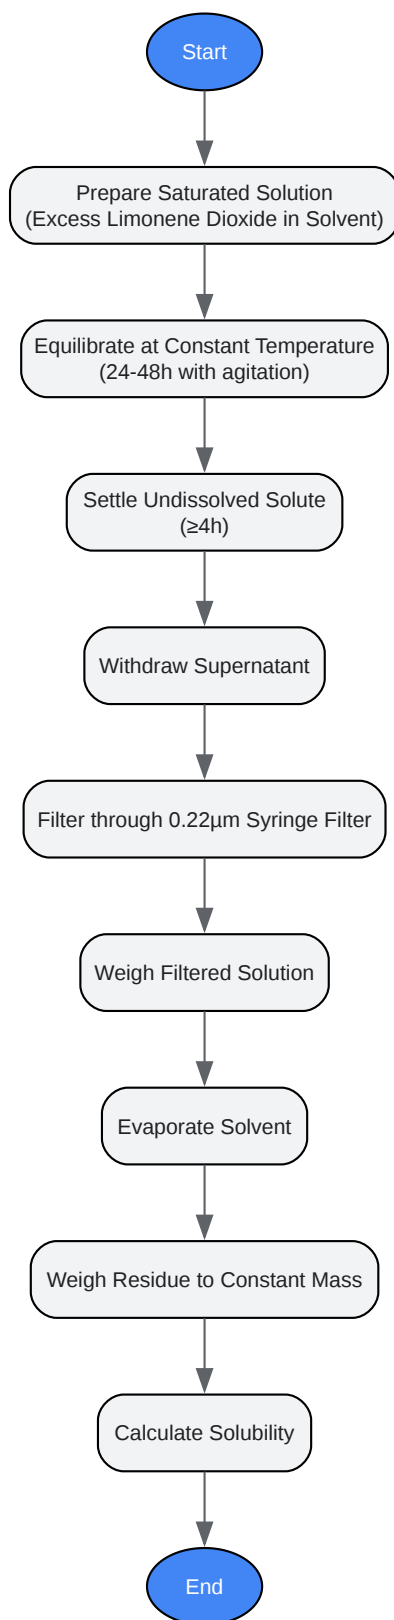 Start
Prepare Saturated Solution
(Excess Limonene Dioxide in Solvent)
Equilibrate at Constant Temperature
(24-48h with agitation)
Settle Undissolved Solute
(≥4h)
Withdraw Supernatant
Filter through 0.22µm Syringe Filter
Weigh Filtered Solution
Evaporate Solvent
Weigh Residue to Constant Mass
Calculate Solubility
End